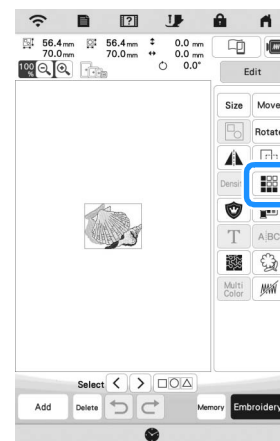 56.4 mm 56.4 mm 0.0 mm
70.0 mm 70.0 mm 0.0 mm
100 % 0.0°
Edit
Size Move
Rotate
Densit
T ABC
Multi
Color
Select
Add Delete Memory Embroidery